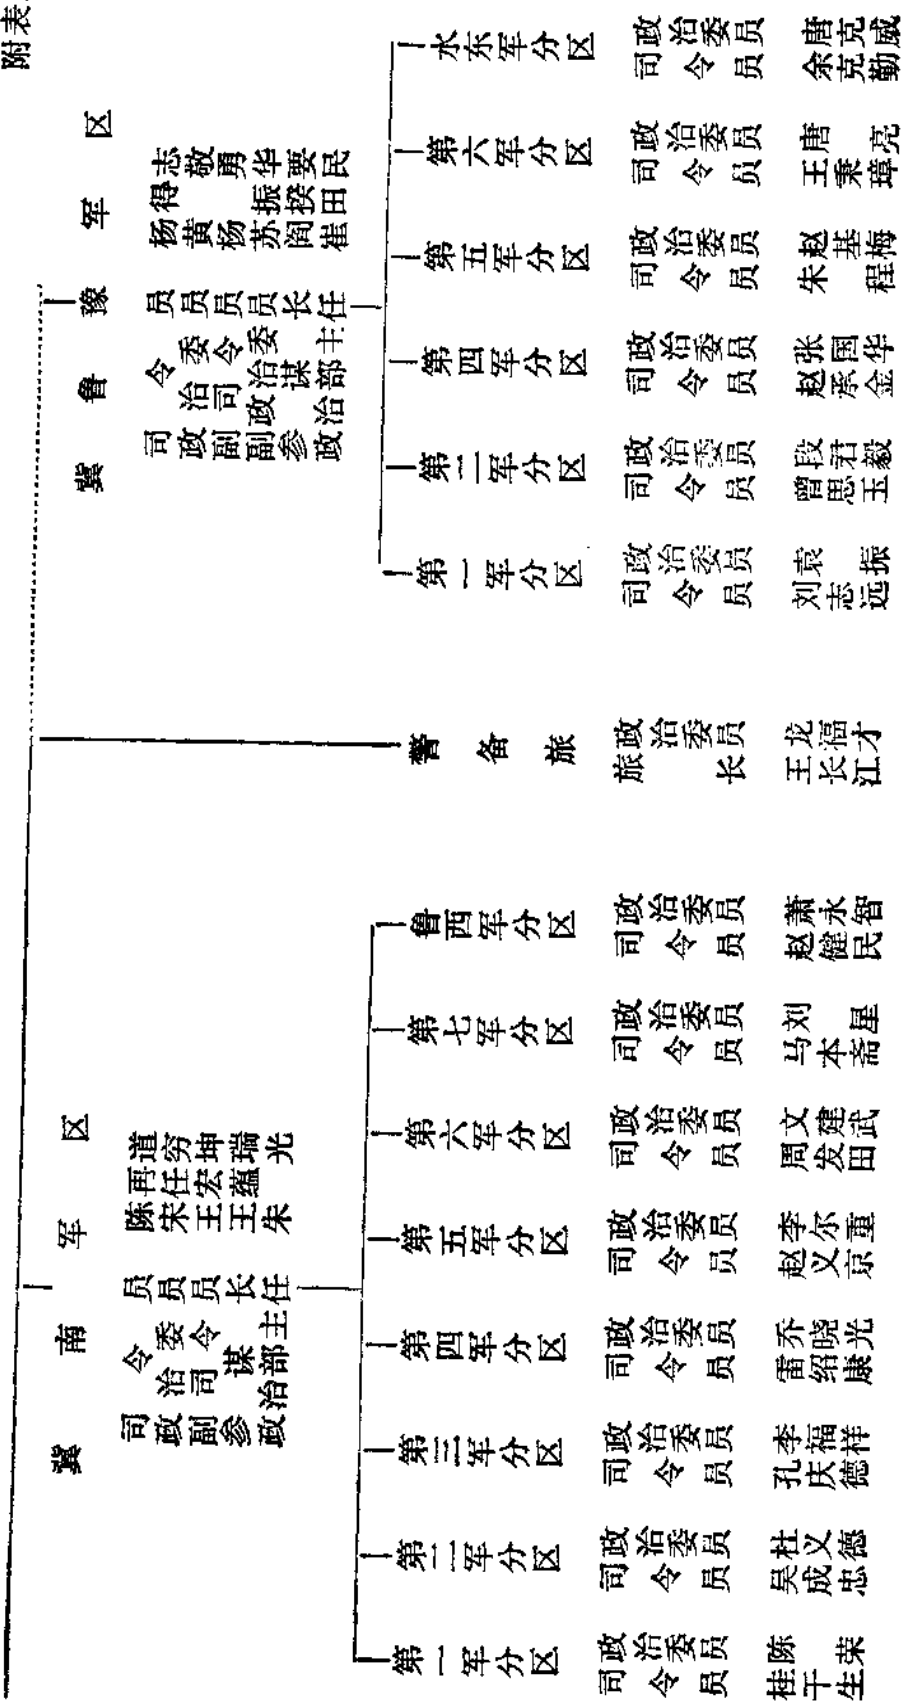 附表
冀南军区
司令员 陈再道
政治委员 宋任穷
副司令员 王宏坤
参谋长 王蕴瑞
政治部主任 朱光
第一军分区
司令员 桂干生
政治委员 陈荣
第二军分区
司令员 吴成忠
政治委员 杜义德
第三军分区
司令员 孔庆德
政治委员 李福祥
第四军分区
司令员 雷绍康
政治委员 乔晓光
第五军分区
司令员 赵义京
政治委员 李尔重
第六军分区
司令员 周发田
政治委员 文建武
第七军分区
司令员 马本斋
政治委员 刘星
鲁西军分区
司令员 赵健民
政治委员 萧永智
警备旅
旅长 王长江
政治委员 龙福才
冀鲁豫军区
司令员 杨得志
政治委员 黄敬
副司令员 杨勇
副政治委员 苏振华
参谋长 阎揆要
政治部主任 崔田民
第一军分区
司令员 刘志远
政治委员 袁振
第二军分区
司令员 曾思玉
政治委员 段君毅
第四军分区
司令员 赵承金
政治委员 张国华
第五军分区
司令员 朱程
政治委员 赵基梅
第六军分区
司令员 王秉璋
政治委员 唐亮
水东军分区
司令员 余克勤
政治委员 唐克威